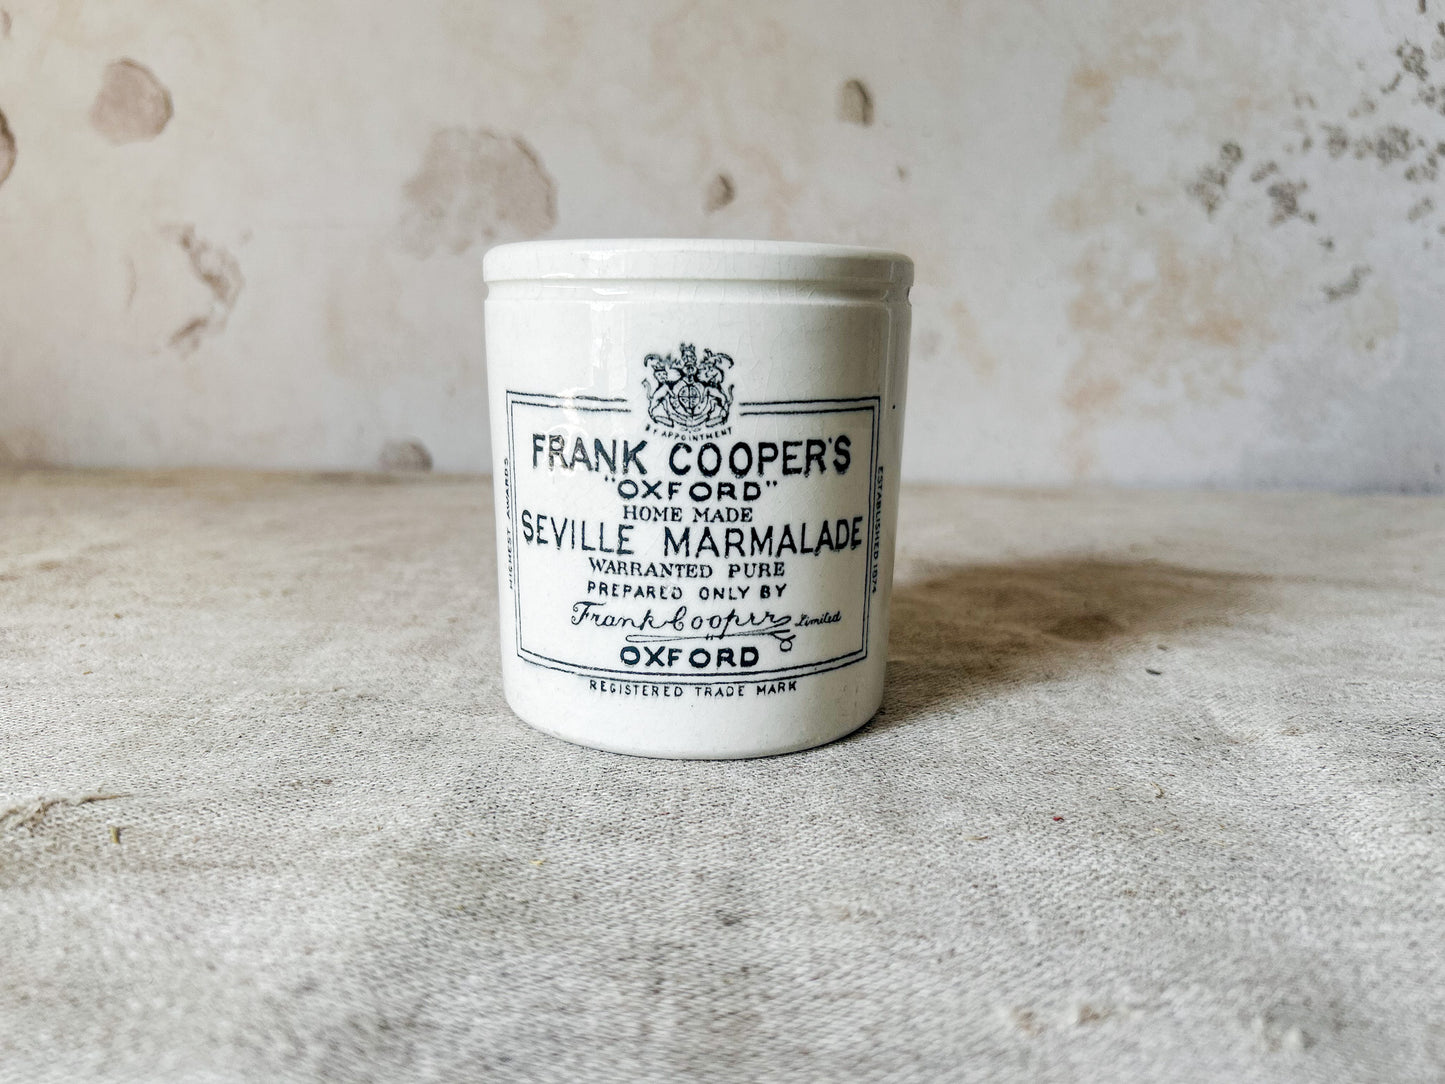 BY APPOINTMENT
FRANK COOPER'S
"OXFORD"
HOME MADE
SEVILLE MARMALADE
WARRANTED PURE
PREPARED ONLY BY
Frank Cooper Limited
OXFORD
REGISTERED TRADE MARK
HIGHEST AWARDS
ESTABLISHED 1874